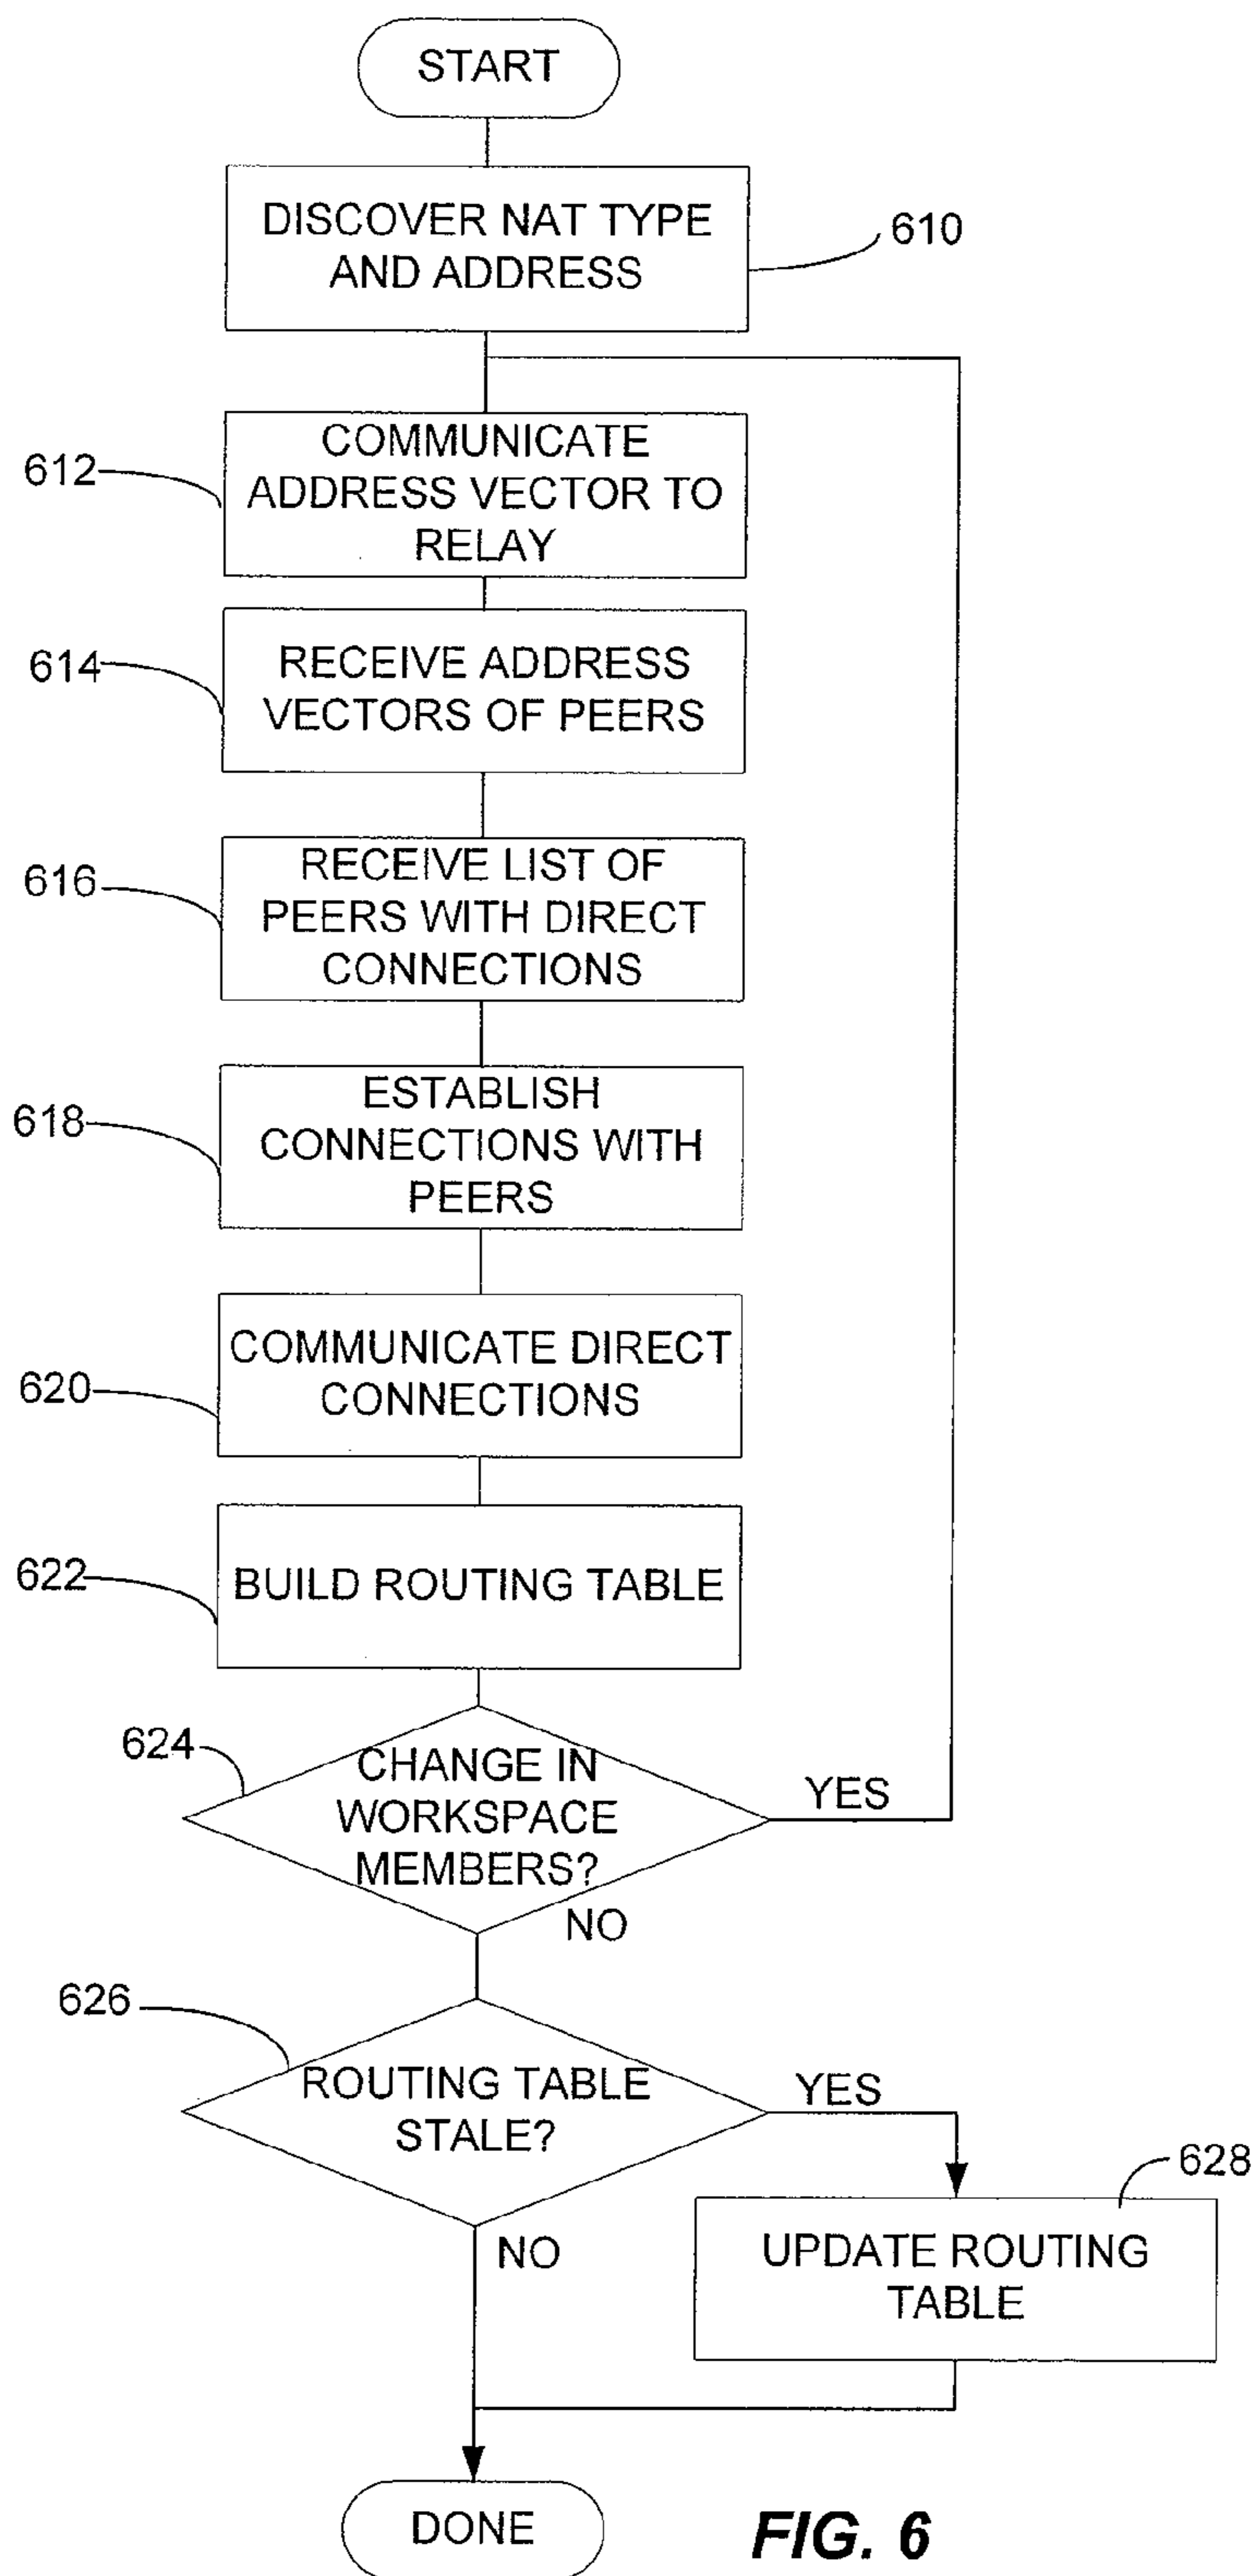 START
DISCOVER NAT TYPE
AND ADDRESS
610
COMMUNICATE
ADDRESS VECTOR TO
RELAY
612
RECEIVE ADDRESS
VECTORS OF PEERS
614
RECEIVE LIST OF
PEERS WITH DIRECT
CONNECTIONS
616
ESTABLISH
CONNECTIONS WITH
PEERS
618
COMMUNICATE DIRECT
CONNECTIONS
620
BUILD ROUTING TABLE
622
624
CHANGE IN
WORKSPACE
MEMBERS?
YES
NO
626
ROUTING TABLE
STALE?
YES
NO
628
UPDATE ROUTING
TABLE
DONE
FIG. 6